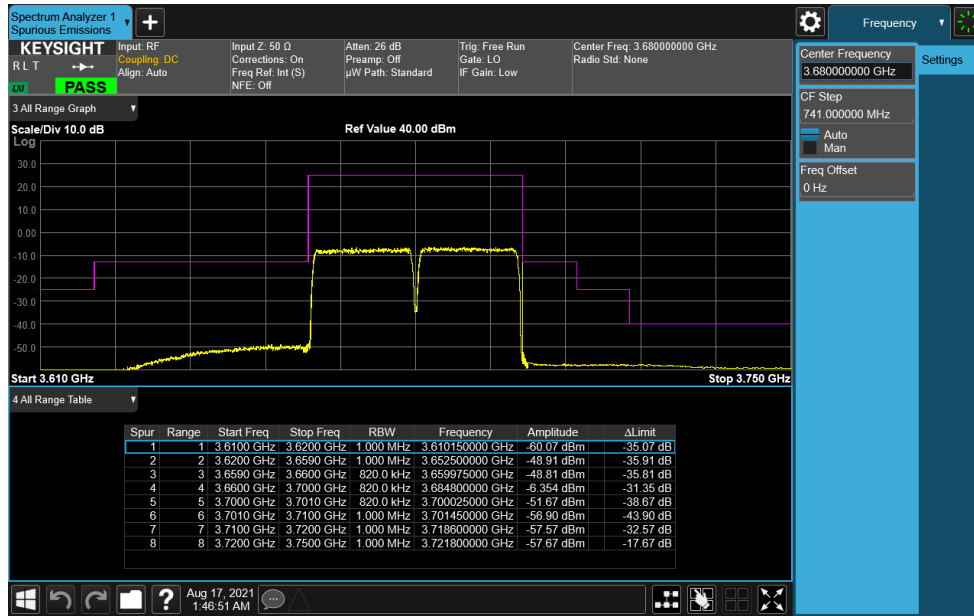 Spectrum Analyzer 1
Spurious Emissions
Frequency
KEYSIGHT
R L T
LXI
PASS
Input: RF
Coupling: DC
Align: Auto
Input Z: 50 Ω
Corrections: On
Freq Ref: Int (S)
NFE: Off
Atten: 26 dB
Preamp: Off
µW Path: Standard
Trig: Free Run
Gate: LO
IF Gain: Low
Center Freq: 3.680000000 GHz
Radio Std: None
Center Frequency
3.680000000 GHz
Settings
CF Step
741.000000 MHz
Auto
Man
Freq Offset
0 Hz
3 All Range Graph
Scale/Div 10.0 dB
Ref Value 40.00 dBm
Log
30.0
20.0
10.0
0.00
-10.0
-20.0
-30.0
-40.0
-50.0
Start 3.610 GHz
Stop 3.750 GHz
4 All Range Table
Spur Range Start Freq Stop Freq RBW Frequency Amplitude ΔLimit
1 1 3.6100 GHz 3.6200 GHz 1.000 MHz 3.610150000 GHz -60.07 dBm -35.07 dB
2 2 3.6200 GHz 3.6590 GHz 1.000 MHz 3.652500000 GHz -48.91 dBm -35.91 dB
3 3 3.6590 GHz 3.6600 GHz 820.0 kHz 3.659975000 GHz -48.81 dBm -35.81 dB
4 4 3.6600 GHz 3.7000 GHz 820.0 kHz 3.684800000 GHz -6.354 dBm -31.35 dB
5 5 3.7000 GHz 3.7010 GHz 820.0 kHz 3.700025000 GHz -51.67 dBm -38.67 dB
6 6 3.7010 GHz 3.7100 GHz 1.000 MHz 3.701450000 GHz -56.90 dBm -43.90 dB
7 7 3.7100 GHz 3.7200 GHz 1.000 MHz 3.718600000 GHz -57.57 dBm -32.57 dB
8 8 3.7200 GHz 3.7500 GHz 1.000 MHz 3.721800000 GHz -57.67 dBm -17.67 dB
Aug 17, 2021
1:46:51 AM